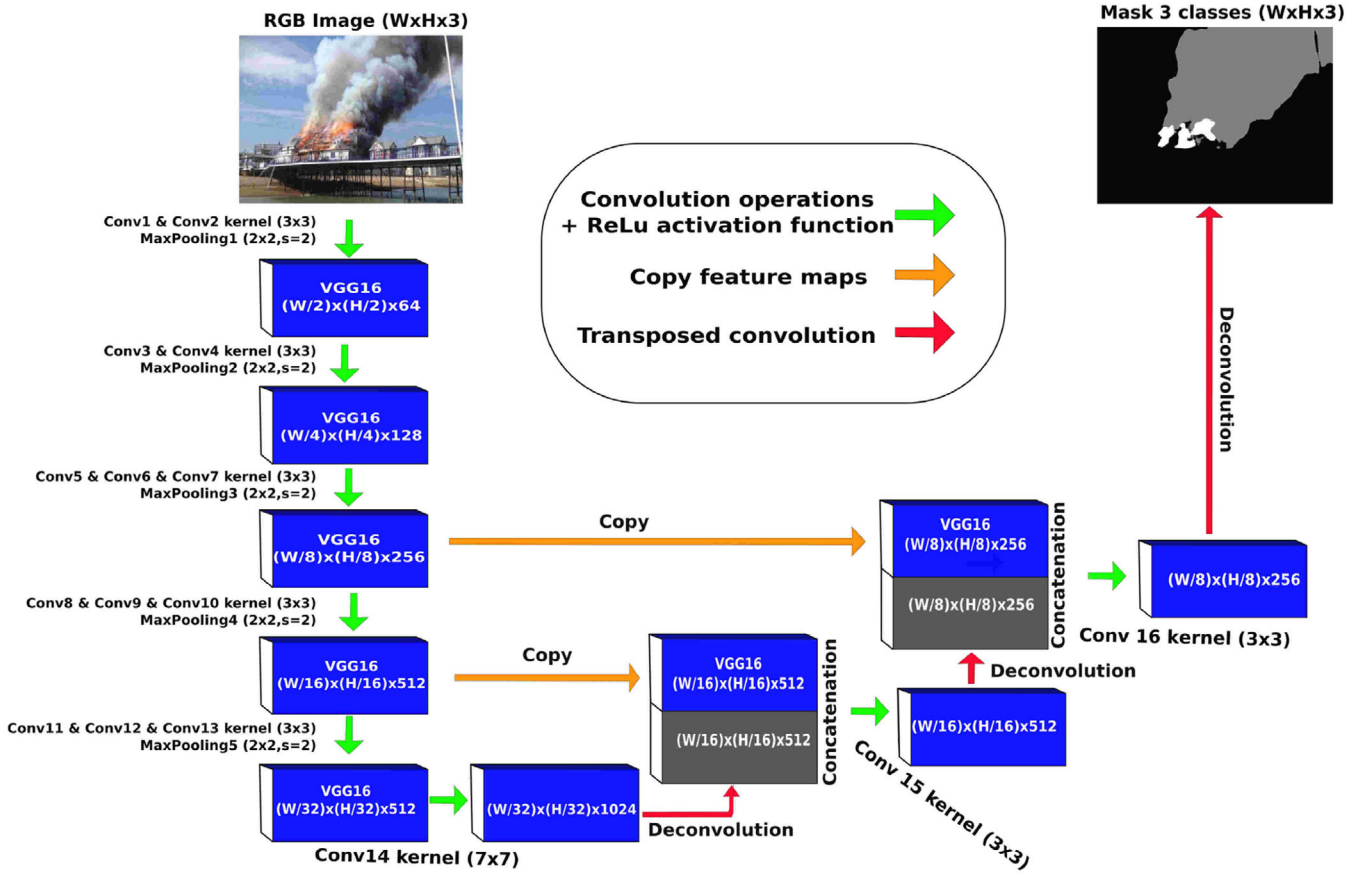 RGB Image (WxHx3)
Mask 3 classes (WxHx3)
Conv1 & Conv2 kernel (3x3)
MaxPooling1 (2x2,s=2)
VGG16
(W/2)x(H/2)x64
Conv3 & Conv4 kernel (3x3)
MaxPooling2 (2x2,s=2)
VGG16
(W/4)x(H/4)x128
Conv5 & Conv6 & Conv7 kernel (3x3)
MaxPooling3 (2x2,s=2)
VGG16
(W/8)x(H/8)x256
Conv8 & Conv9 & Conv10 kernel (3x3)
MaxPooling4 (2x2,s=2)
VGG16
(W/16)x(H/16)x512
Conv11 & Conv12 & Conv13 kernel (3x3)
MaxPooling5 (2x2,s=2)
VGG16
(W/32)x(H/32)x512
Conv14 kernel (7x7)
(W/32)x(H/32)x1024
Deconvolution
Copy
VGG16
(W/16)x(H/16)x512
(W/16)x(H/16)x512
Concatenation
Conv 15 kernel (3x3)
(W/16)x(H/16)x512
Deconvolution
Copy
VGG16
(W/8)x(H/8)x256
(W/8)x(H/8)x256
Concatenation
Conv 16 kernel (3x3)
(W/8)x(H/8)x256
Deconvolution
Convolution operations
+ ReLu activation function
Copy feature maps
Transposed convolution